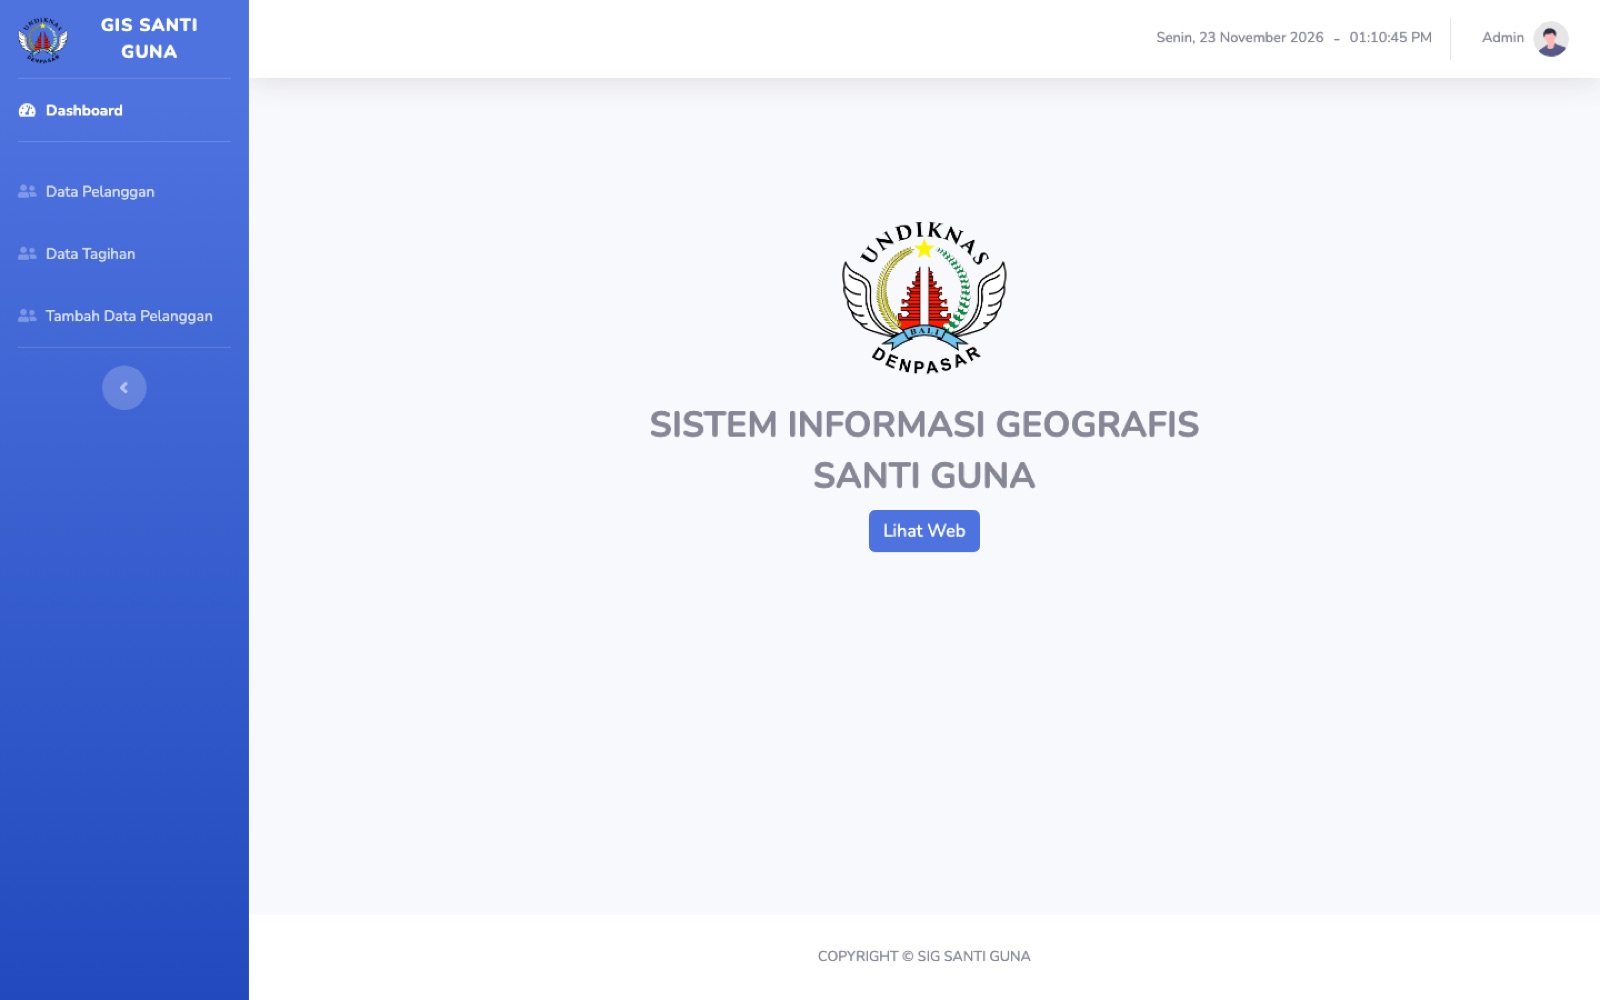 GIS SANTI
GUNA
Dashboard
Data Pelanggan
Data Tagihan
Tambah Data Pelanggan
Senin, 23 November 2026 - 01:10:45 PM
Admin
UNDIKNAS
BALI
DENPASAR
SISTEM INFORMASI GEOGRAFIS
SANTI GUNA
Lihat Web
COPYRIGHT © SIG SANTI GUNA